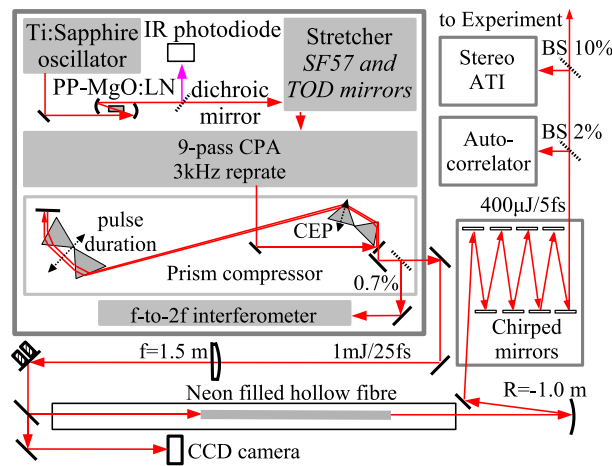 to Experiment
Ti:Sapphire
oscillator
IR photodiode
Stretcher
SF57 and
TOD mirrors
PP-MgO:LN
dichroic
mirror
BS 10%
Stereo
ATI
9-pass CPA
3kHz reprate
BS 2%
Auto-
correlator
pulse
duration
CEP
Prism compressor
0.7%
400μJ/5fs
Chirped
mirrors
f-to-2f interferometer
f=1.5 m
1mJ/25fs
Neon filled hollow fibre
R=-1.0 m
CCD camera